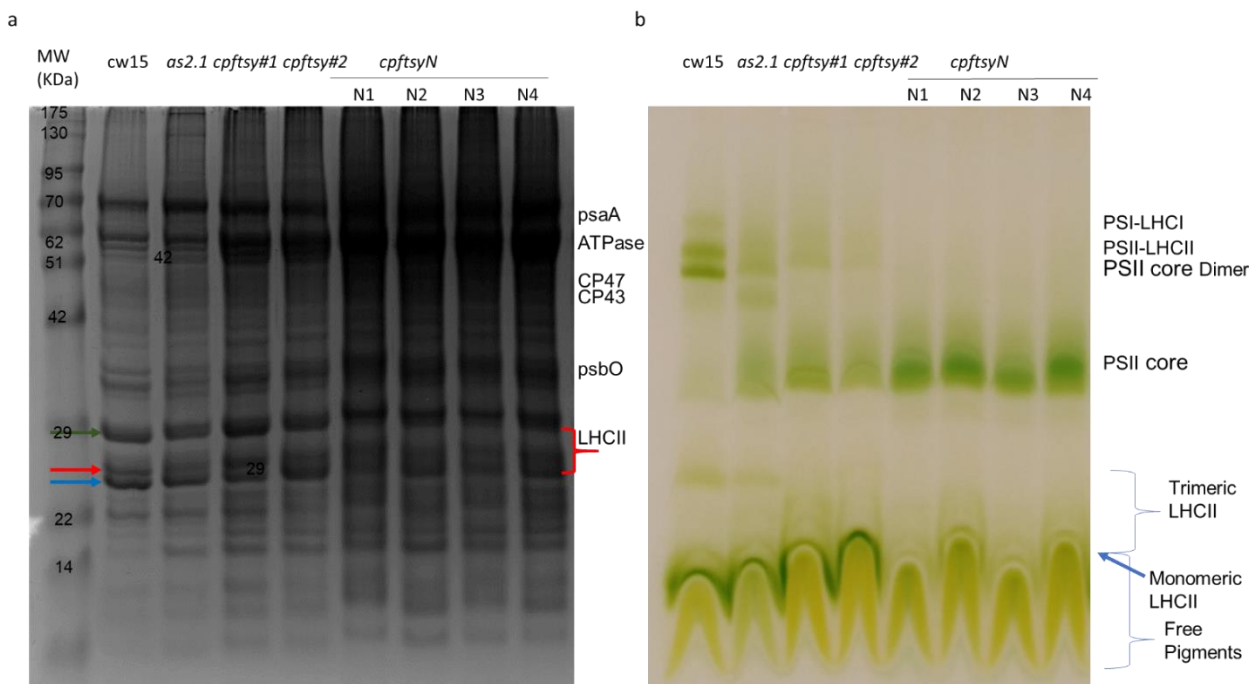 a
MW
(KDa)
cw15 as2.1 cpftsy#1 cpftsy#2 cpftsyN
N1 N2 N3 N4
175
130
95
70
62
51
42
42
29
29
22
14
psaA
ATPase
CP47
CP43
psbO
LHCII
b
cw15 as2.1 cpftsy#1 cpftsy#2 cpftsyN
N1 N2 N3 N4
PSI-LHCI
PSII-LHCII
PSII core Dimer
PSII core
Trimeric
LHCII
Monomeric
LHCII
Free
Pigments